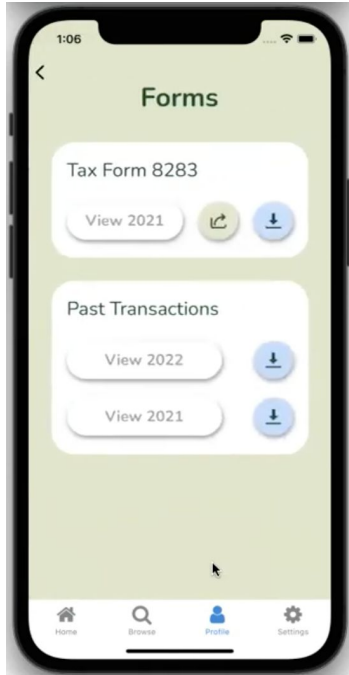 1:06
Forms
Tax Form 8283
View 2021
Past Transactions
View 2022
View 2021
Home Browse Profile Settings